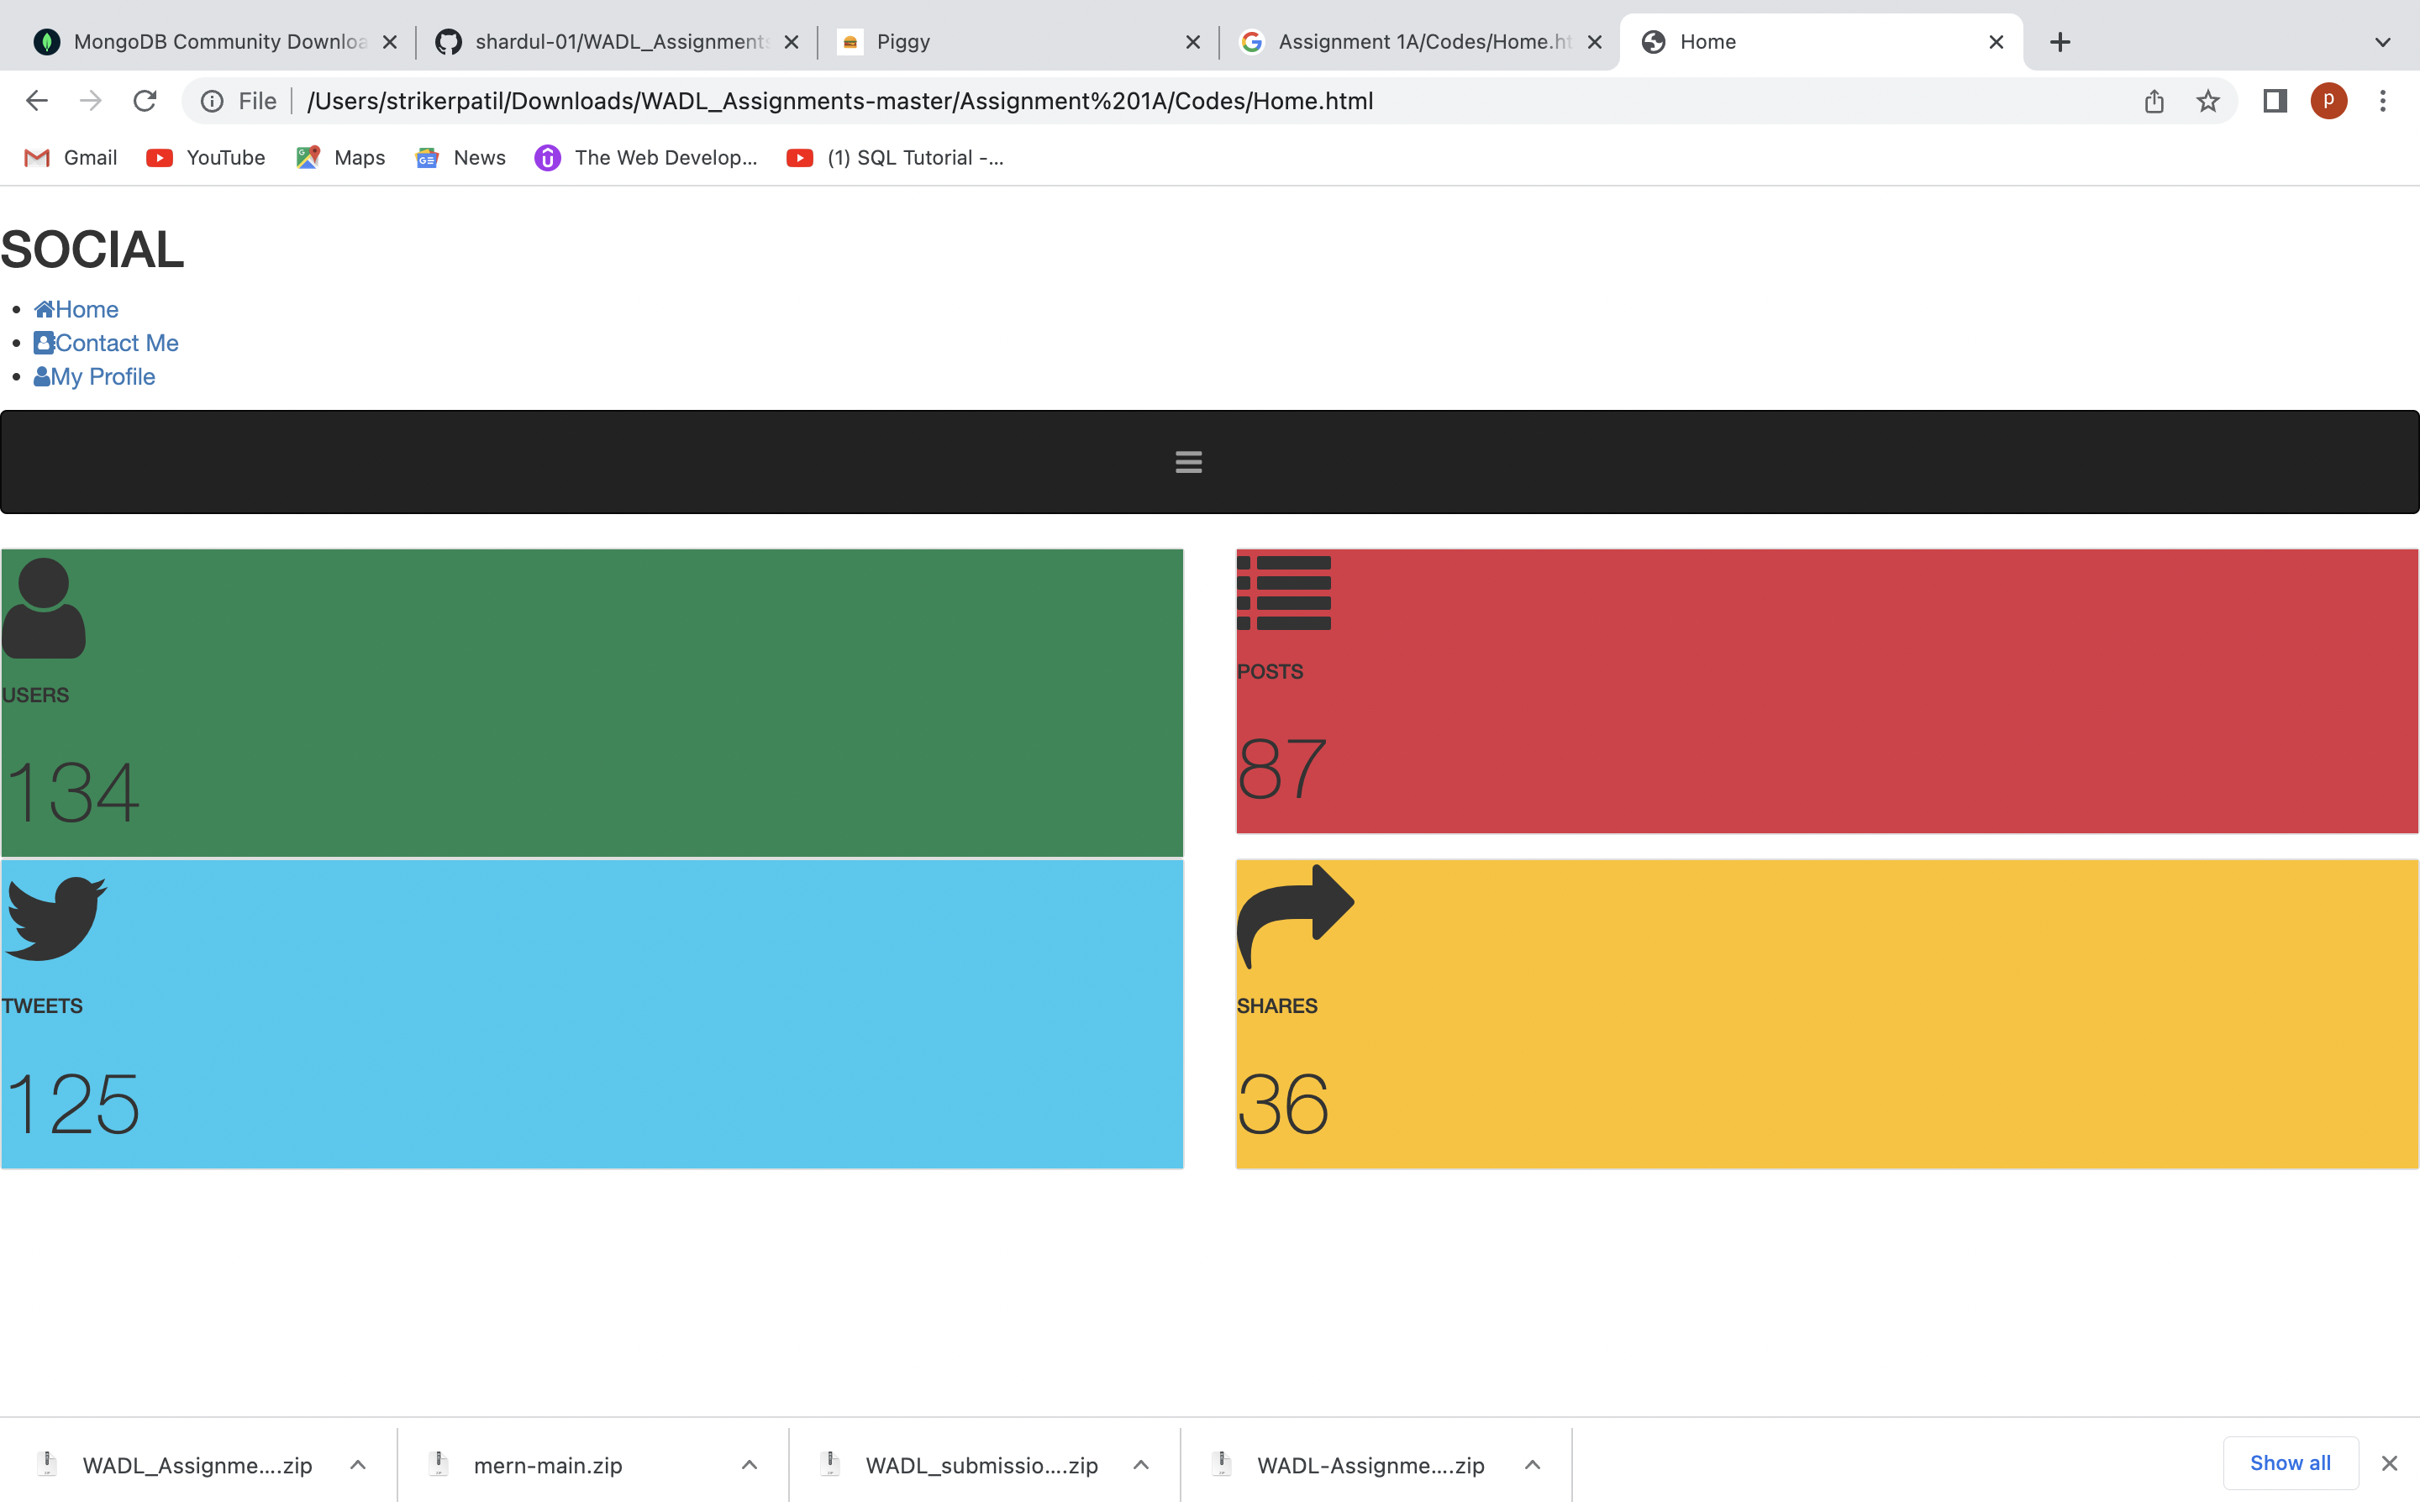 MongoDB Community Downloa
shardul-01/WADL_Assignments
Piggy
Assignment 1A/Codes/Home.ht
Home
File
/Users/strikerpatil/Downloads/WADL_Assignments-master/Assignment%201A/Codes/Home.html
p
Gmail
YouTube
Maps
News
The Web Develop...
(1) SQL Tutorial -...
SOCIAL
Home
Contact Me
My Profile
USERS
134
POSTS
87
TWEETS
125
SHARES
36
WADL_Assignme....zip
mern-main.zip
WADL_submissio....zip
WADL-Assignme....zip
Show all